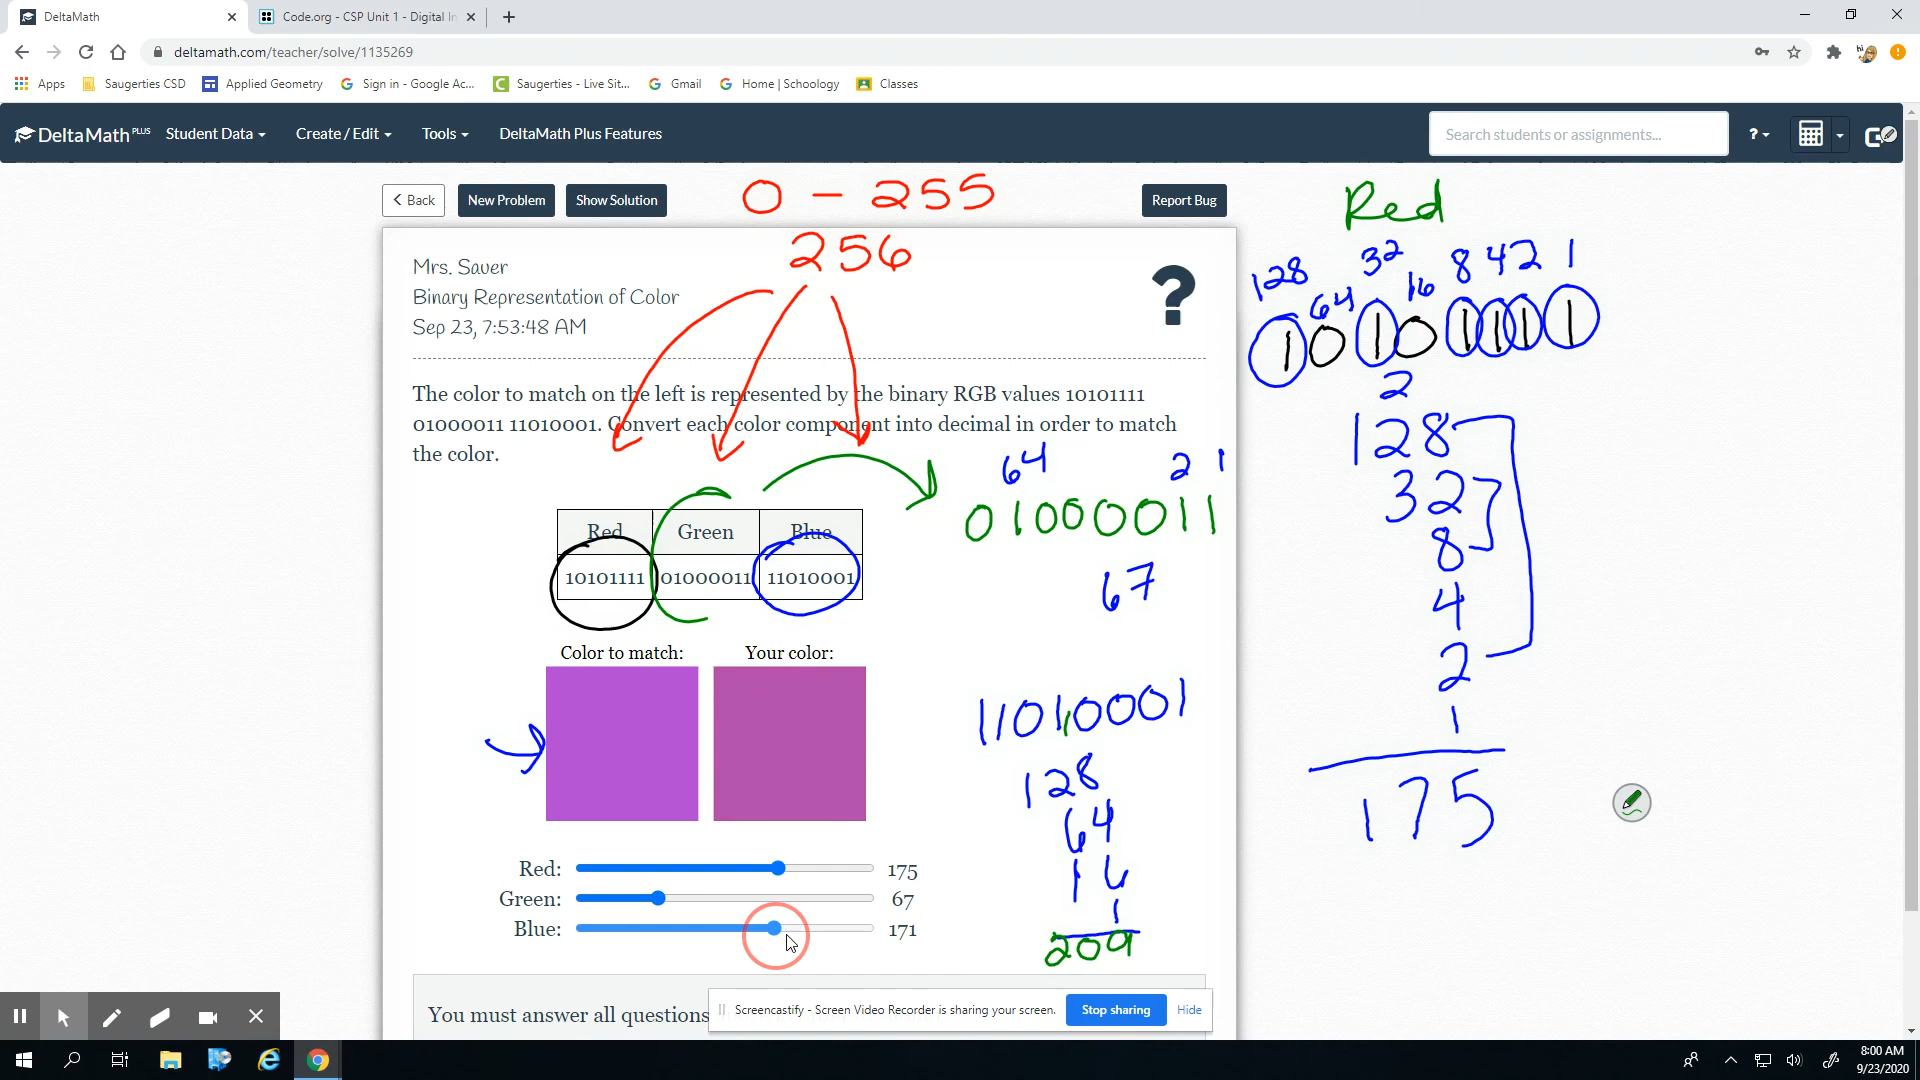 DeltaMath
Code.org - CSP Unit 1 - Digital In
deltamath.com/teacher/solve/1135269
Apps Saugerties CSD Applied Geometry Sign in - Google Ac... Saugerties - Live Sit... Gmail Home | Schoology Classes
DeltaMath PLUS Student Data Create / Edit Tools DeltaMath Plus Features Search students or assignments... ?
Back New Problem Show Solution Report Bug
0 - 255
256
Mrs. Sauer
Binary Representation of Color
Sep 23, 7:53:48 AM
?
The color to match on the left is represented by the binary RGB values 10101111
01000011 11010001. Convert each color component into decimal in order to match
the color.
Red Green Blue
10101111 01000011 11010001
Color to match: Your color:
Red: 175
Green: 67
Blue: 171
You must answer all questions
64 2 1
01000011
67
11010001
128
64
16
1
209
Red
128 64 32 16 8 4 2 1
1 0 1 0 1 1 1 1
2
128
32
8
4
2
1
175
Screencastify - Screen Video Recorder is sharing your screen. Stop sharing Hide
8:00 AM
9/23/2020